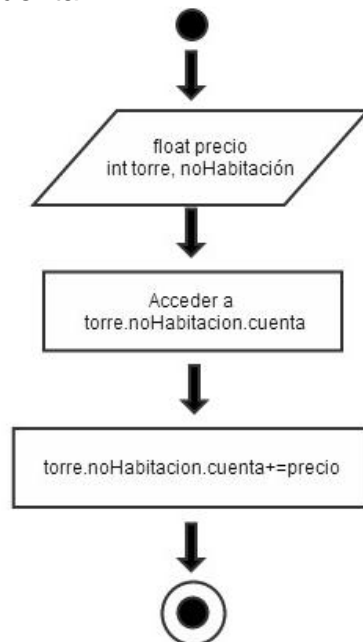 float precio
int torre, noHabitación
Acceder a
torre.noHabitacion.cuenta
torre.noHabitacion.cuenta+=precio